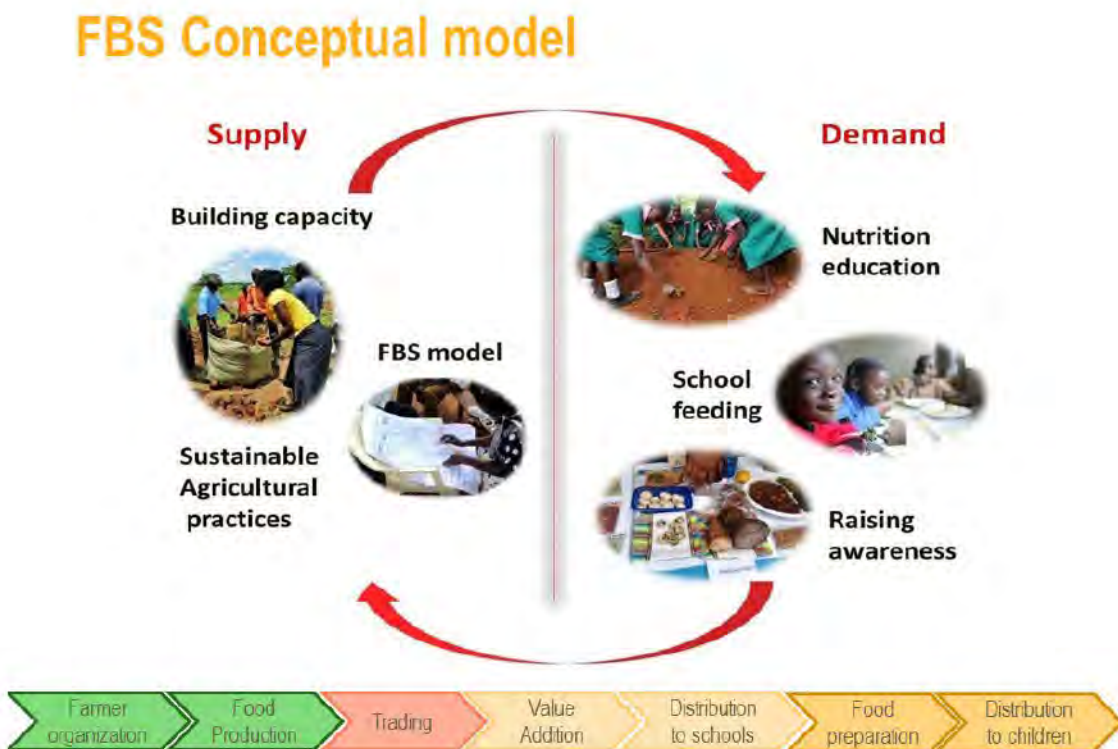 FBS Conceptual model
Supply
Demand
Building capacity
FBS model
Sustainable
Agricultural
practices
Nutrition
education
School
feeding
Raising
awareness
Farmer
organization
Food
Production
Trading
Value
Addition
Distribution
to schools
Food
preparation
Distribution
to children